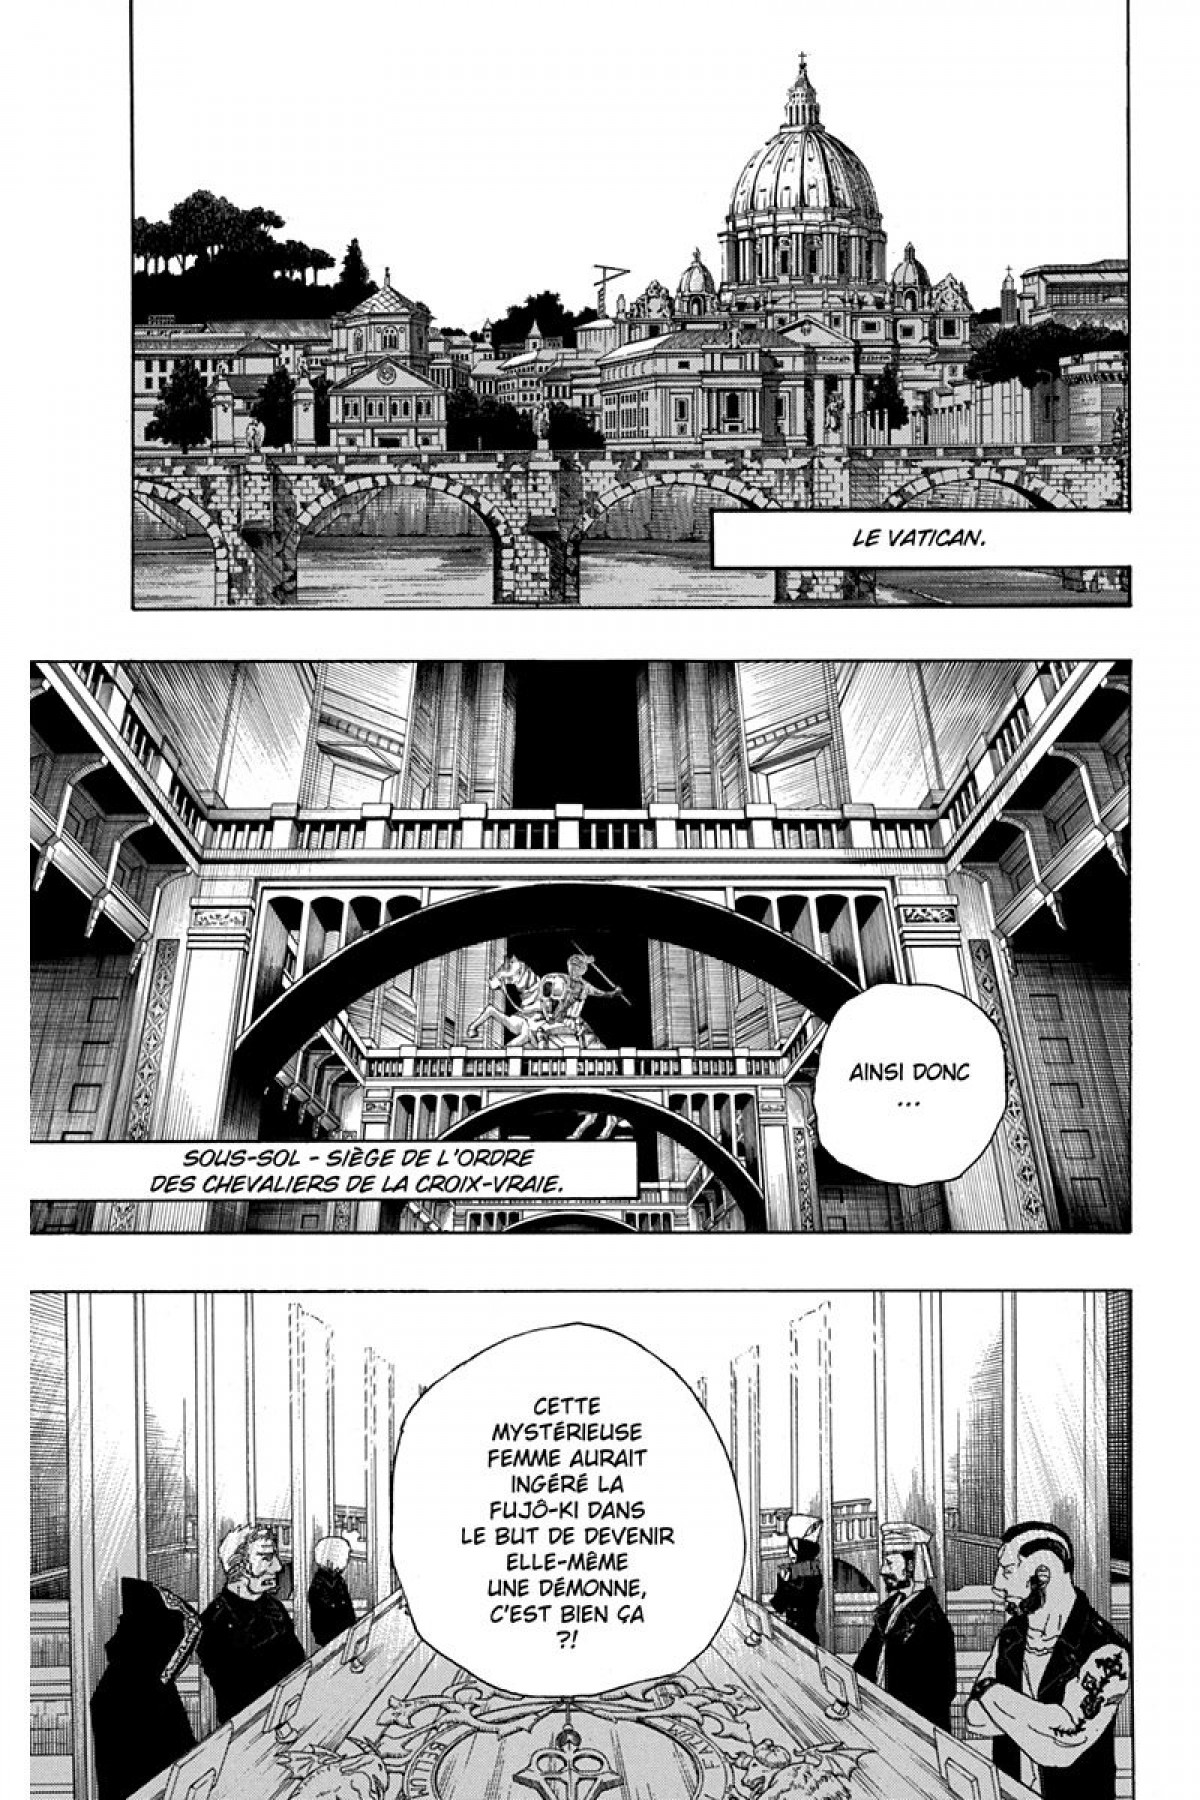 LE VATICAN.
AINSI DONC
...
SOUS-SOL - SIÈGE DE L'ORDRE
DES CHEVALIERS DE LA CROIX-VRAIE.
CETTE
MYSTÉRIEUSE
FEMME AURAIT
INGÉRÉ LA
FUJÔ-KI DANS
LE BUT DE DEVENIR
ELLE-MÊME
UNE DÉMONNE,
C'EST BIEN ÇA
?!
BELLUM